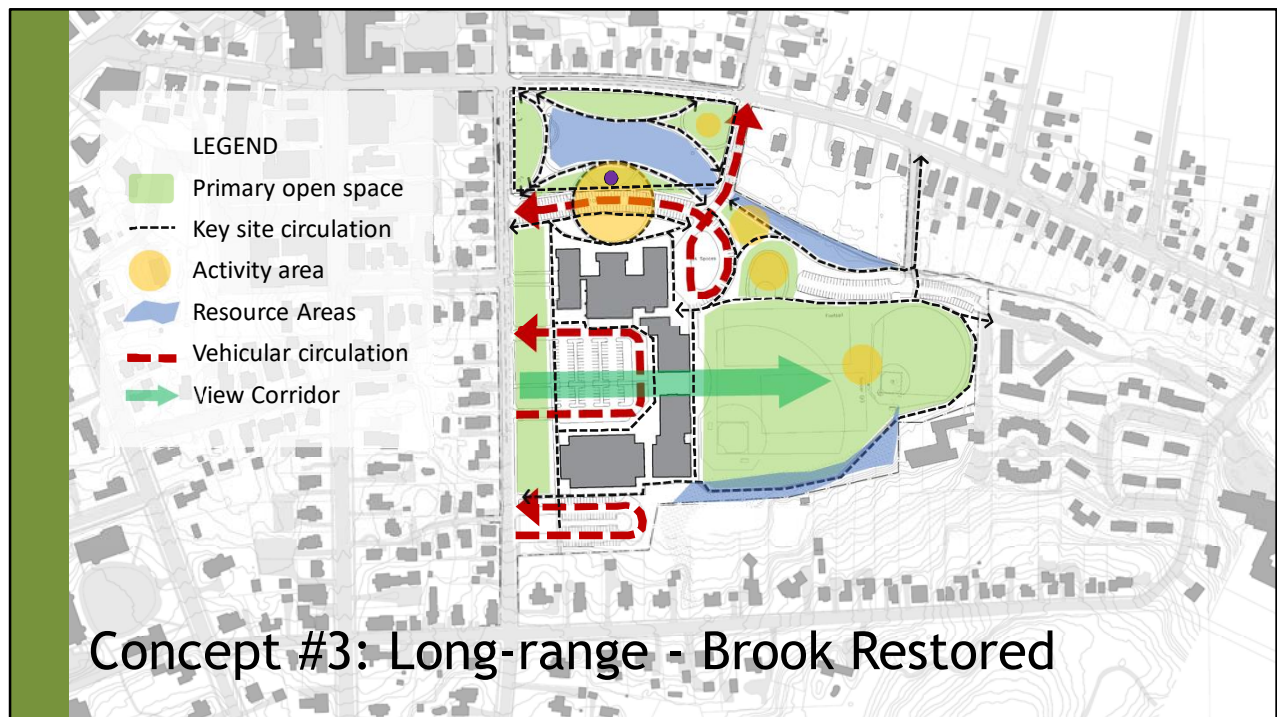 LEGEND
Primary open space
Key site circulation
Activity area
Resource Areas
Vehicular circulation
View Corridor
Concept #3: Long-range - Brook Restored